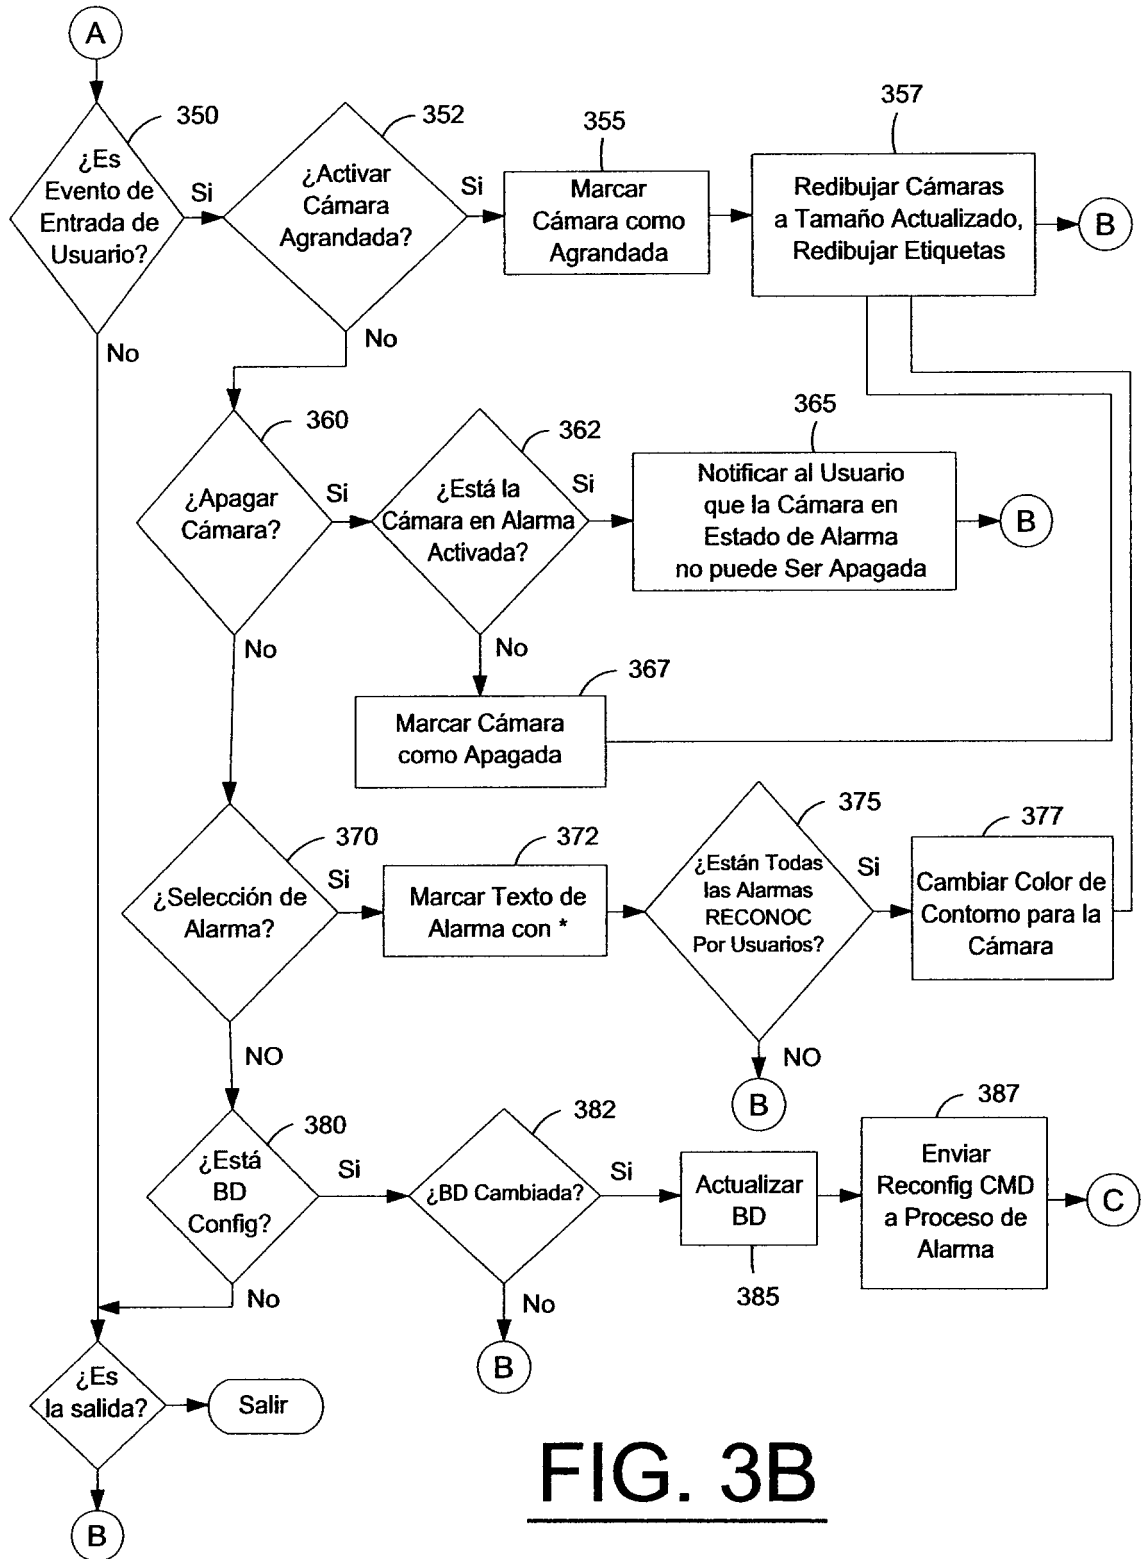 A
350
¿Es
Evento de
Entrada de
Usuario?
Si
No
352
¿Activar
Cámara
Agrandada?
Si
No
355
Marcar
Cámara como
Agrandada
357
Redibujar Cámaras
a Tamaño Actualizado,
Redibujar Etiquetas
B
360
¿Apagar
Cámara?
Si
No
362
¿Está la
Cámara en Alarma
Activada?
Si
No
365
Notificar al Usuario
que la Cámara en
Estado de Alarma
no puede Ser Apagada
B
367
Marcar Cámara
como Apagada
370
¿Selección de
Alarma?
Si
NO
372
Marcar Texto de
Alarma con *
375
¿Están Todas
las Alarmas
RECONOC
Por Usuarios?
Si
NO
B
377
Cambiar Color de
Contorno para la
Cámara
380
¿Está
BD
Config?
Si
No
382
¿BD Cambiada?
Si
No
B
Actualizar
BD
385
387
Enviar
Reconfig CMD
a Proceso de
Alarma
C
¿Es
la salida?
Salir
B
FIG. 3B